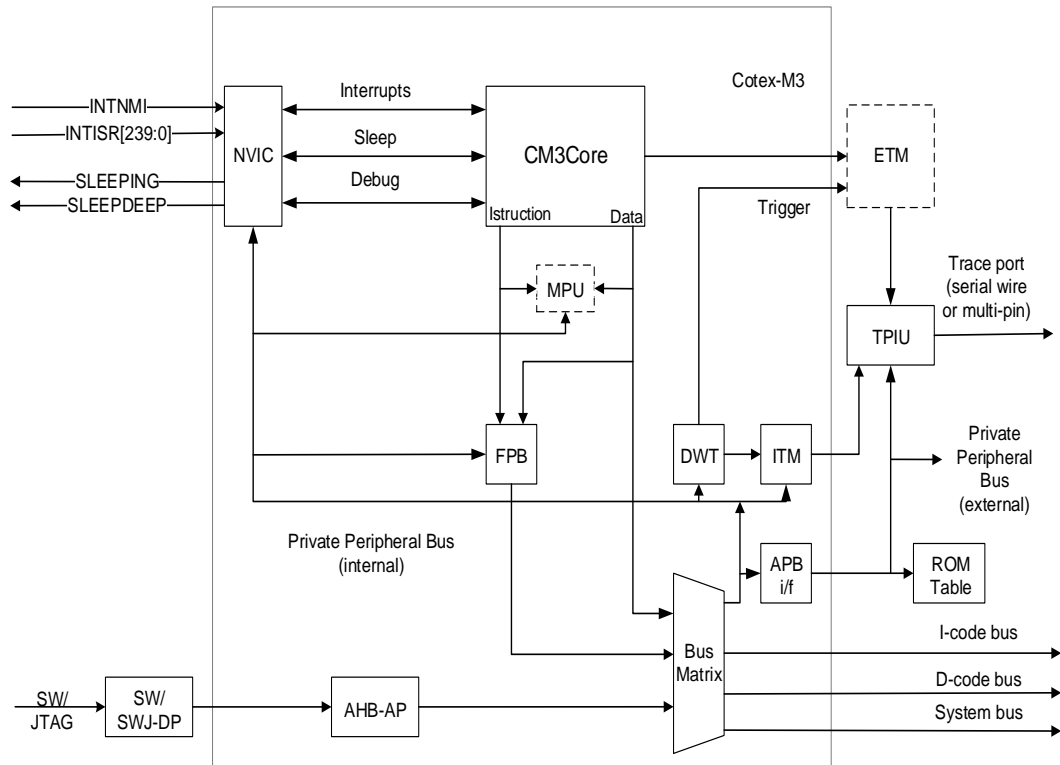 Cotex-M3
INTNMI
INTISR[239:0]
SLEEPING
SLEEPDEEP
NVIC
Interrupts
Sleep
Debug
CM3Core
Istruction
Data
ETM
Trigger
MPU
Trace port
(serial wire
or multi-pin)
TPIU
FPB
DWT
ITM
Private
Peripheral
Bus
(external)
Private Peripheral Bus
(internal)
APB
i/f
ROM
Table
Bus
Matrix
I-code bus
D-code bus
System bus
SW/
JTAG
SW/
SWJ-DP
AHB-AP